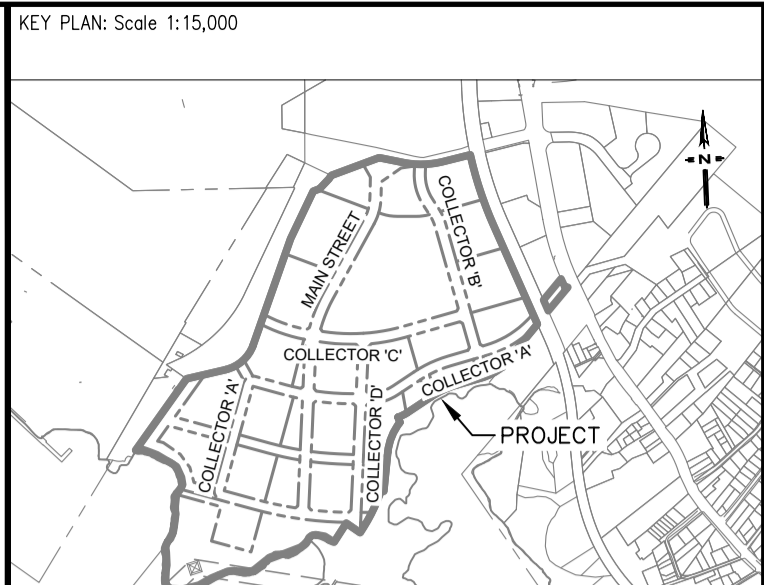 KEY PLAN: Scale 1:15,000
N
MAIN STREET
COLLECTOR 'B'
COLLECTOR 'C'
COLLECTOR 'A'
COLLECTOR 'A'
COLLECTOR 'D'
PROJECT